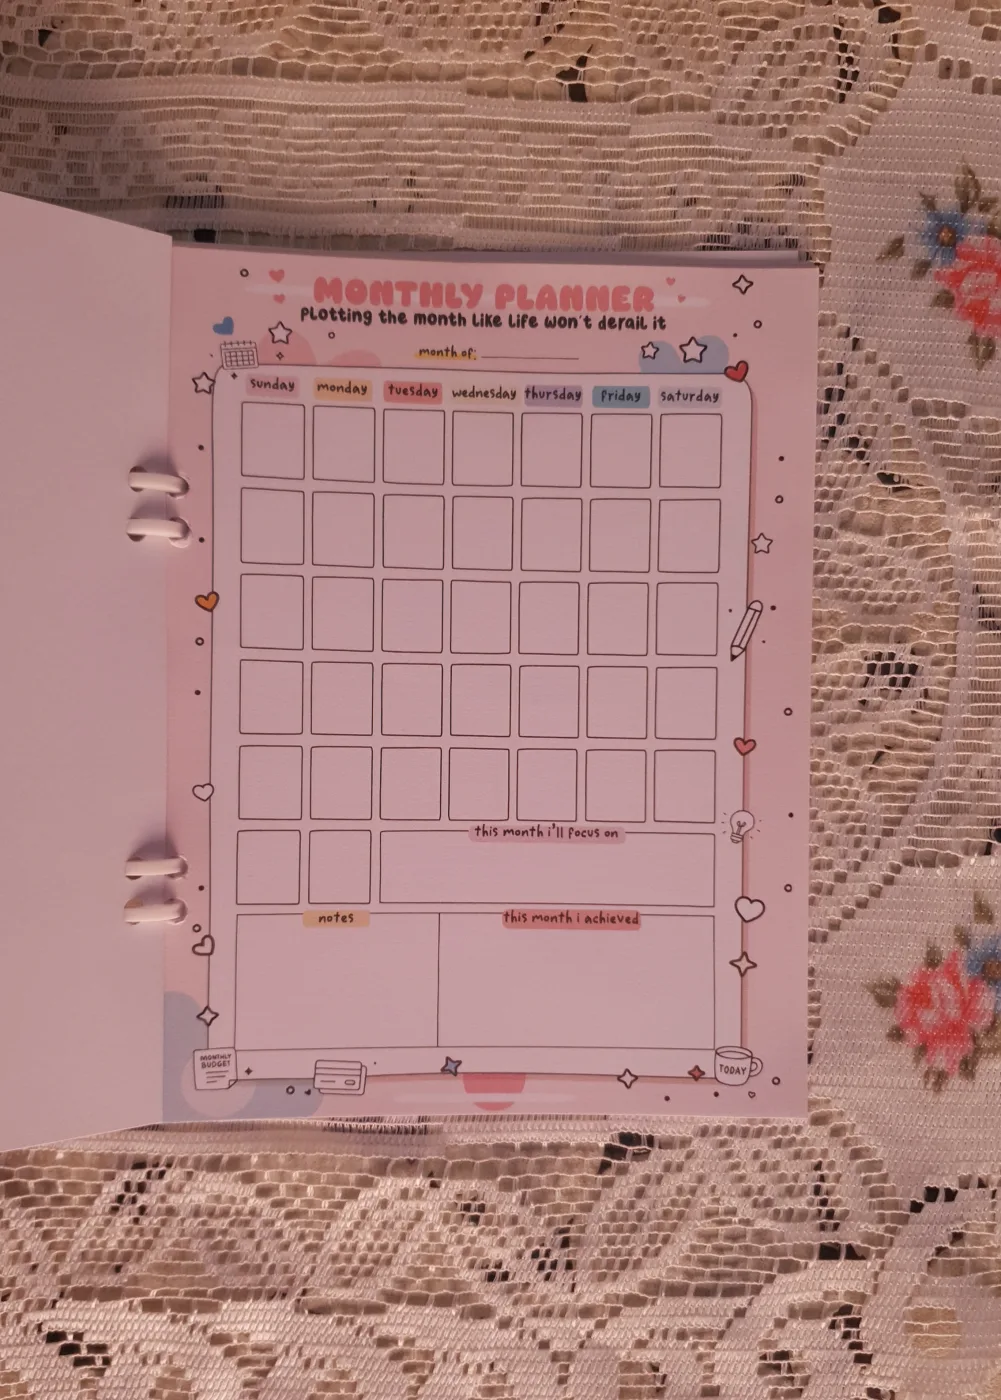 MONTHLY PLANNER
Plotting the month like life won't derail it
month of: __________
sunday monday tuesday wednesday thursday friday saturday
this month i'll focus on
notes
this month i achieved
MONTHLY
BUDGET
TODAY